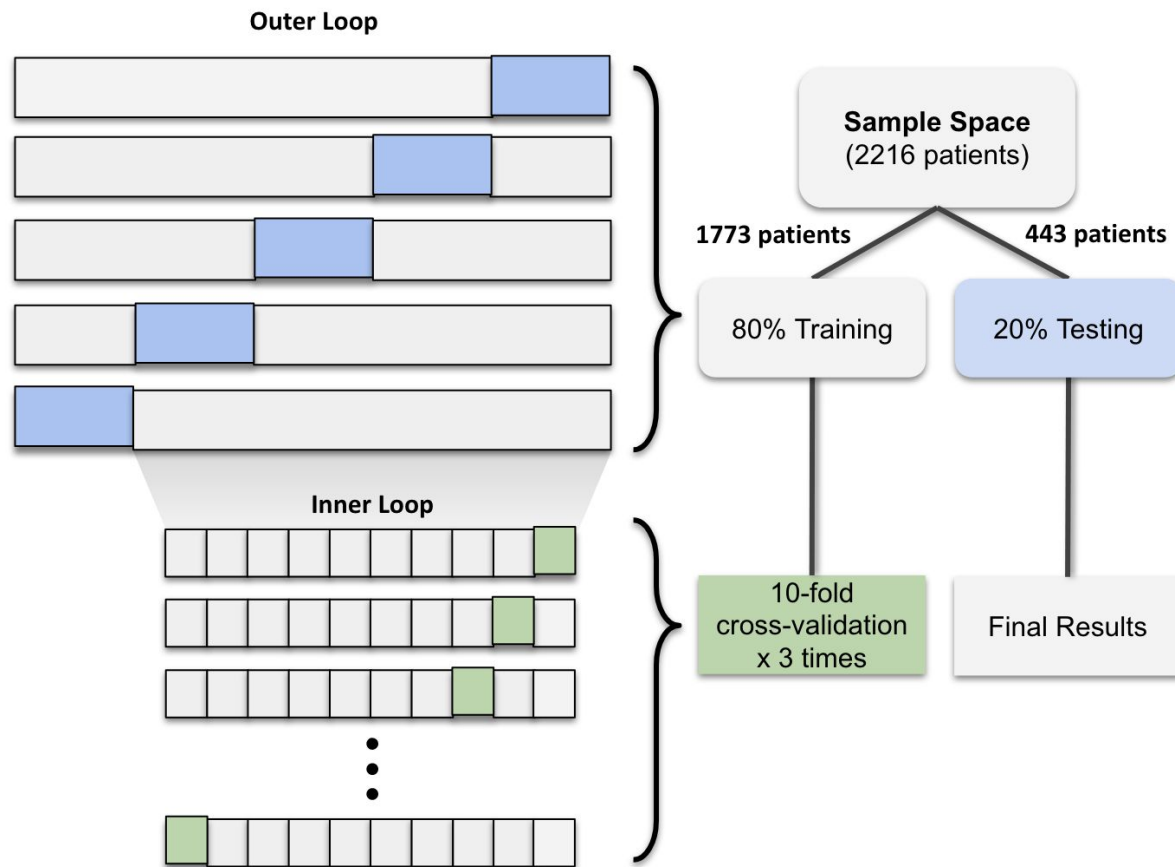 Outer Loop
Sample Space
(2216 patients)
1773 patients
443 patients
80% Training
20% Testing
Inner Loop
10-fold
cross-validation
x 3 times
Final Results